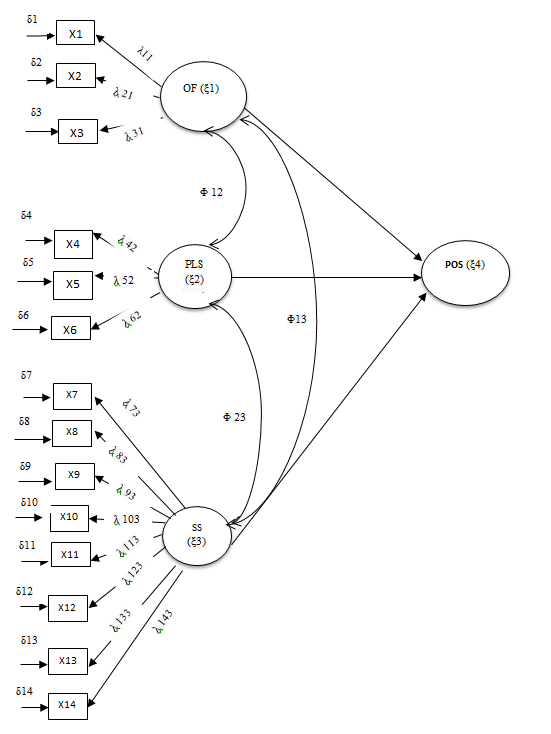 δ1
X1
λ11
δ2
X2
λ21
OF (ξ1)
δ3
X3
λ31
Φ 12
δ4
X4
λ42
δ5
X5
λ52
PLS
(ξ2)
POS (ξ4)
δ6
X6
λ62
Φ13
δ7
X7
λ73
Φ 23
δ8
X8
λ83
δ9
X9
λ93
δ10
X10
λ103
SS
(ξ3)
δ11
X11
λ113
δ12
X12
λ123
δ13
X13
λ133
λ143
δ14
X14